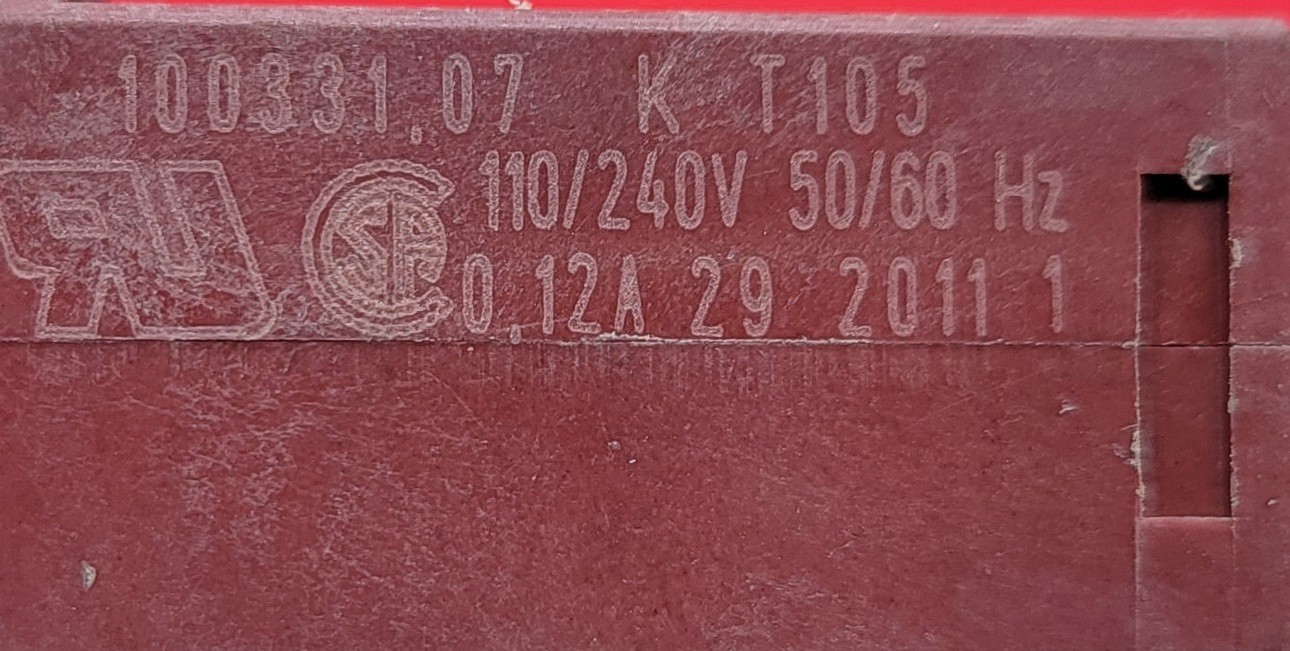 100331.07 K T105
110/240V 50/60 Hz
0,12A 29 2011 1